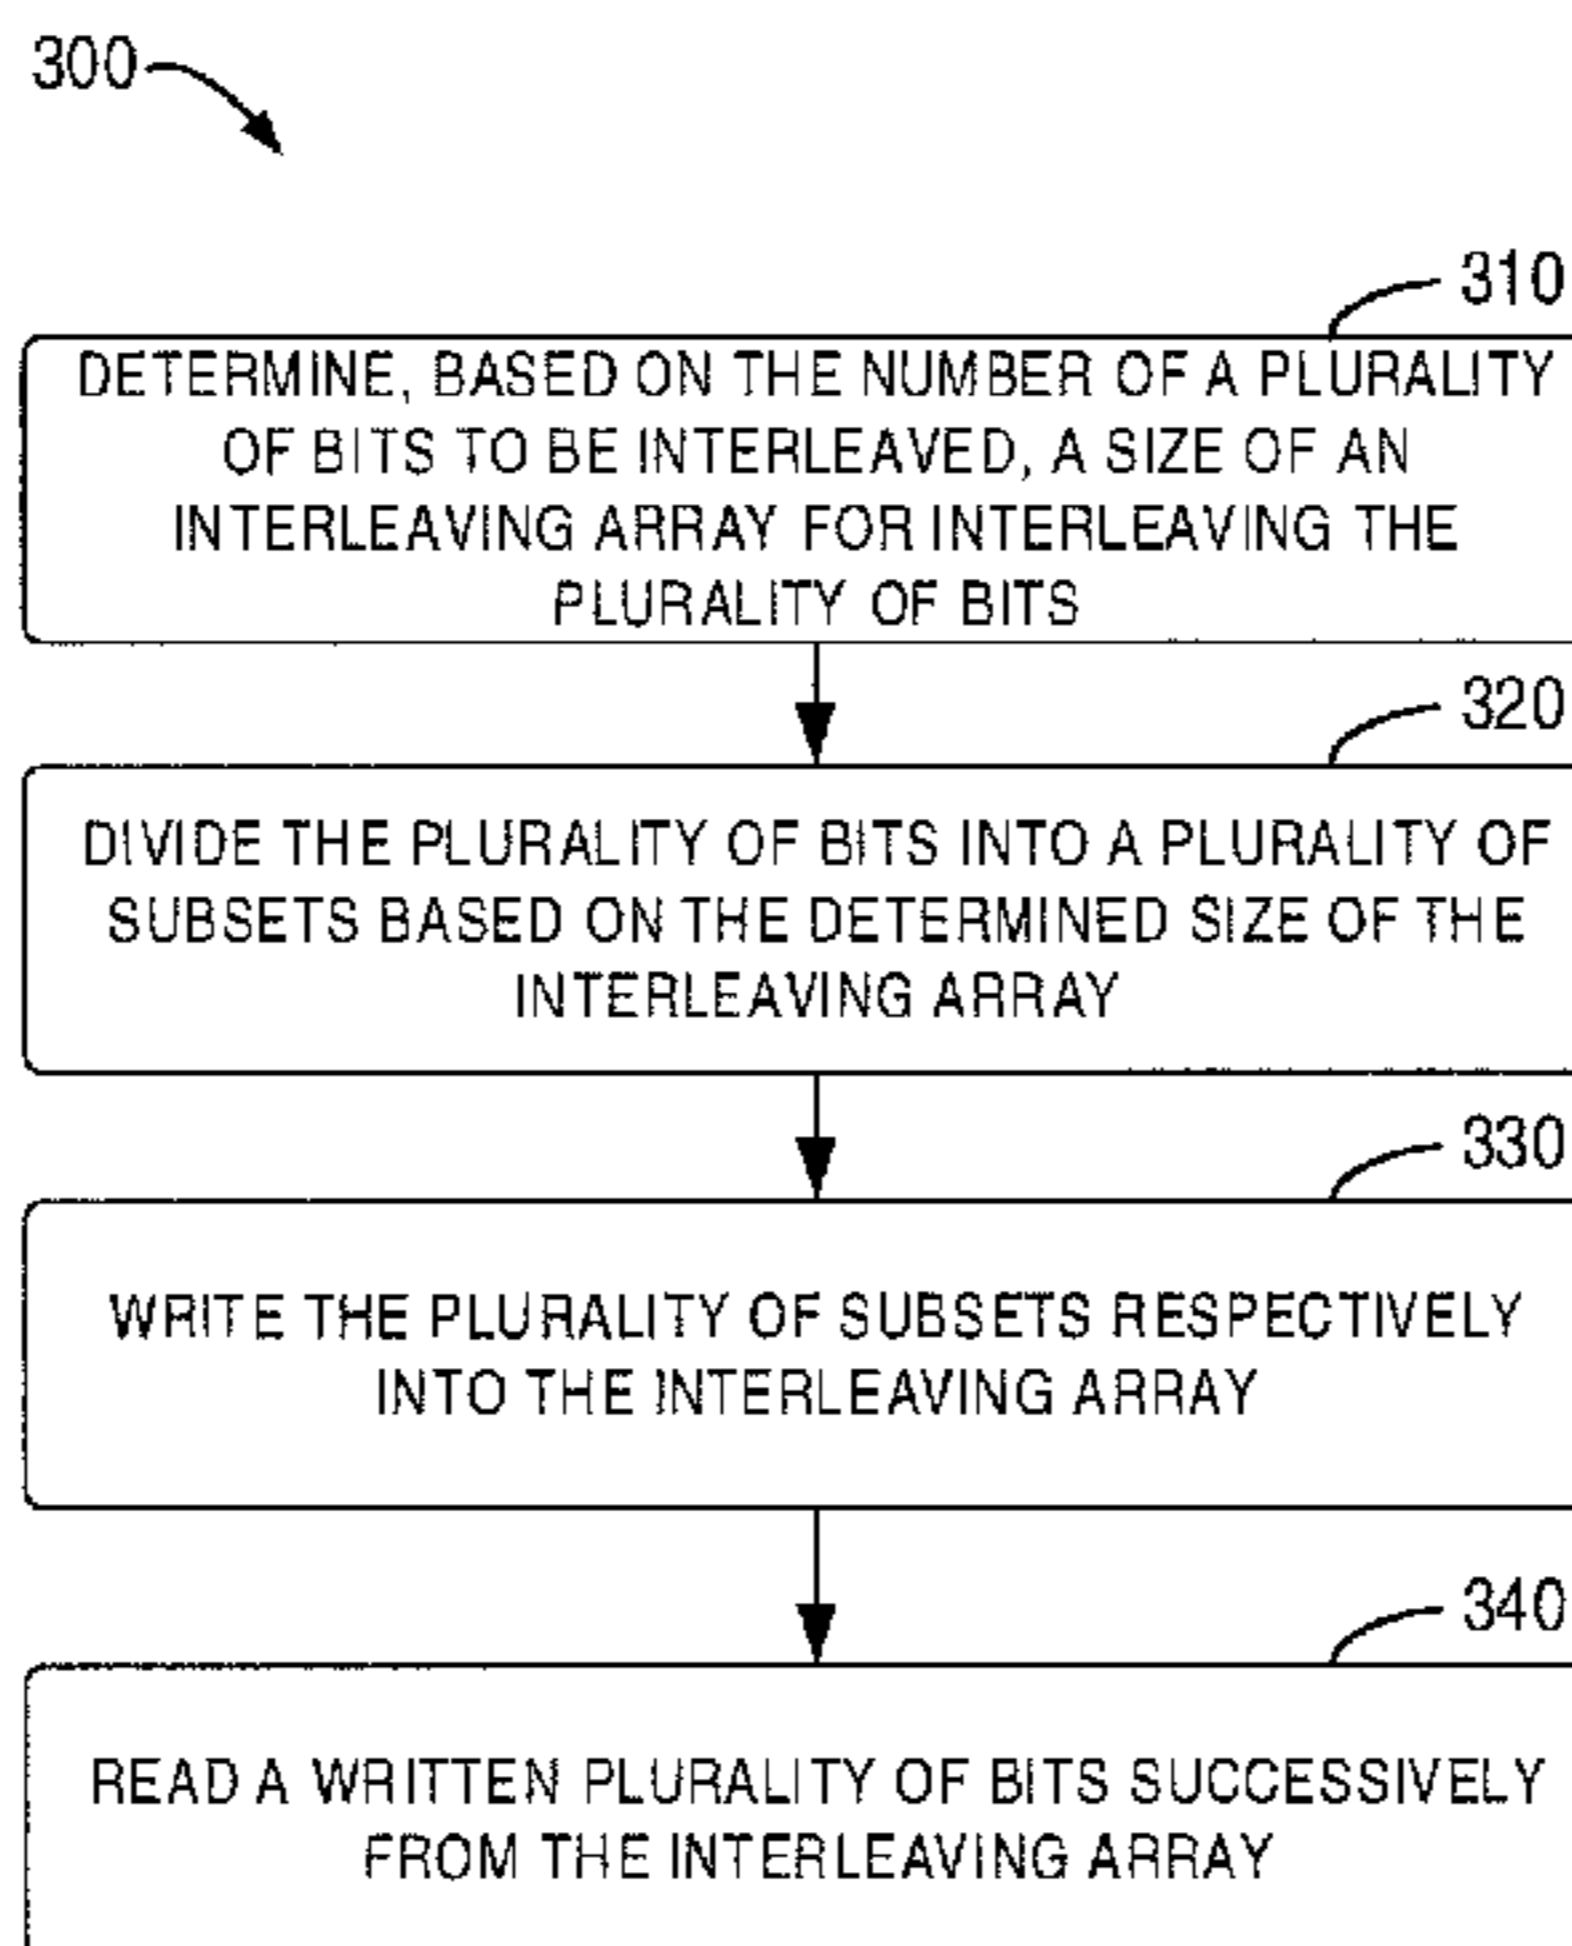 300
310
DETERMINE, BASED ON THE NUMBER OF A PLURALITY
OF BITS TO BE INTERLEAVED, A SIZE OF AN
INTERLEAVING ARRAY FOR INTERLEAVING THE
PLURALITY OF BITS
320
DIVIDE THE PLURALITY OF BITS INTO A PLURALITY OF
SUBSETS BASED ON THE DETERMINED SIZE OF THE
INTERLEAVING ARRAY
330
WRITE THE PLURALITY OF SUBSETS RESPECTIVELY
INTO THE INTERLEAVING ARRAY
340
READ A WRITTEN PLURALITY OF BITS SUCCESSIVELY
FROM THE INTERLEAVING ARRAY